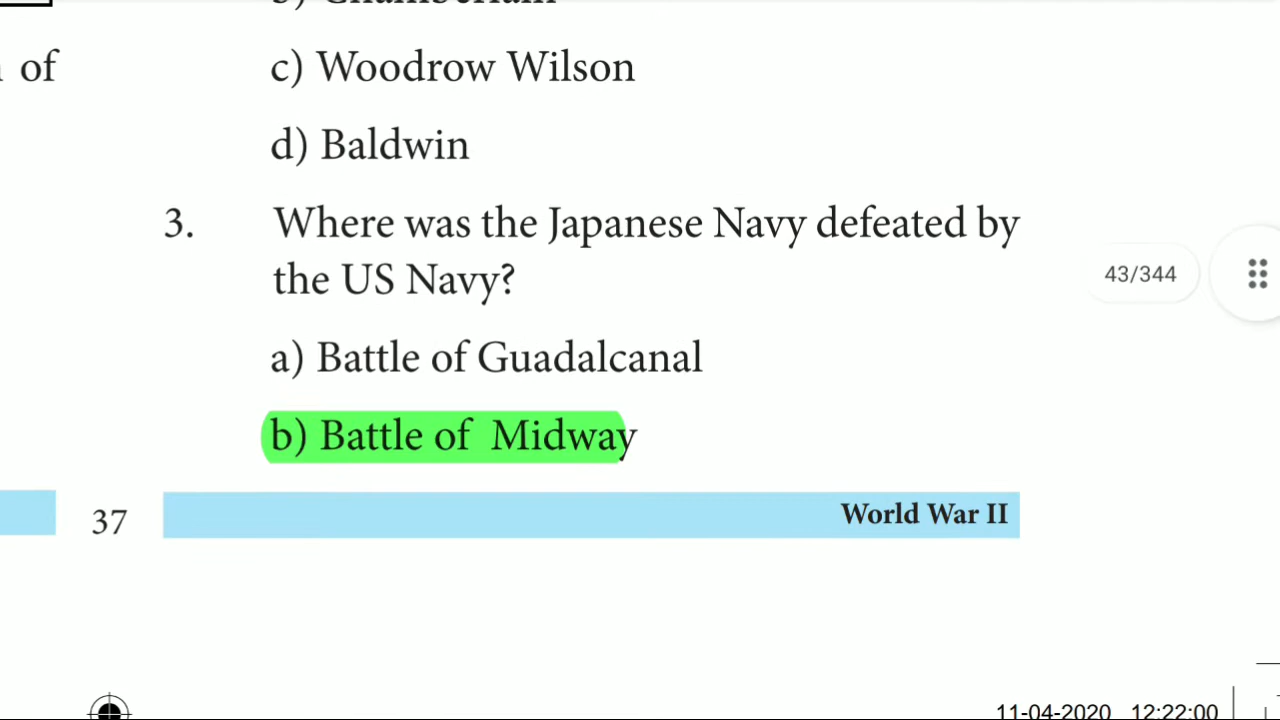 b) Chamberlain
of
c) Woodrow Wilson
d) Baldwin
3. Where was the Japanese Navy defeated by
the US Navy?
43/344
a) Battle of Guadalcanal
b) Battle of Midway
37
World War II
11-04-2020 12:22:00